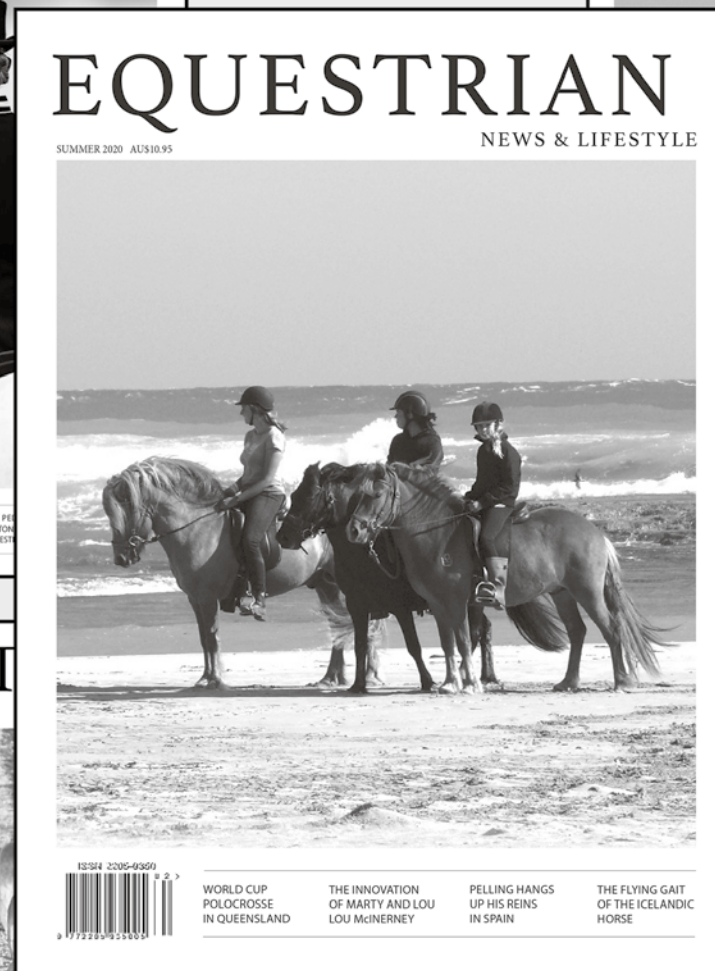 EQUESTRIAN
NEWS & LIFESTYLE
SUMMER 2020 AU$10.95
ISSN 2205-9350
WORLD CUP
POLOCROSSE
IN QUEENSLAND
THE INNOVATION
OF MARTY AND LOU
LOU McINERNEY
PELLING HANGS
UP HIS REINS
IN SPAIN
THE FLYING GAIT
OF THE ICELANDIC
HORSE